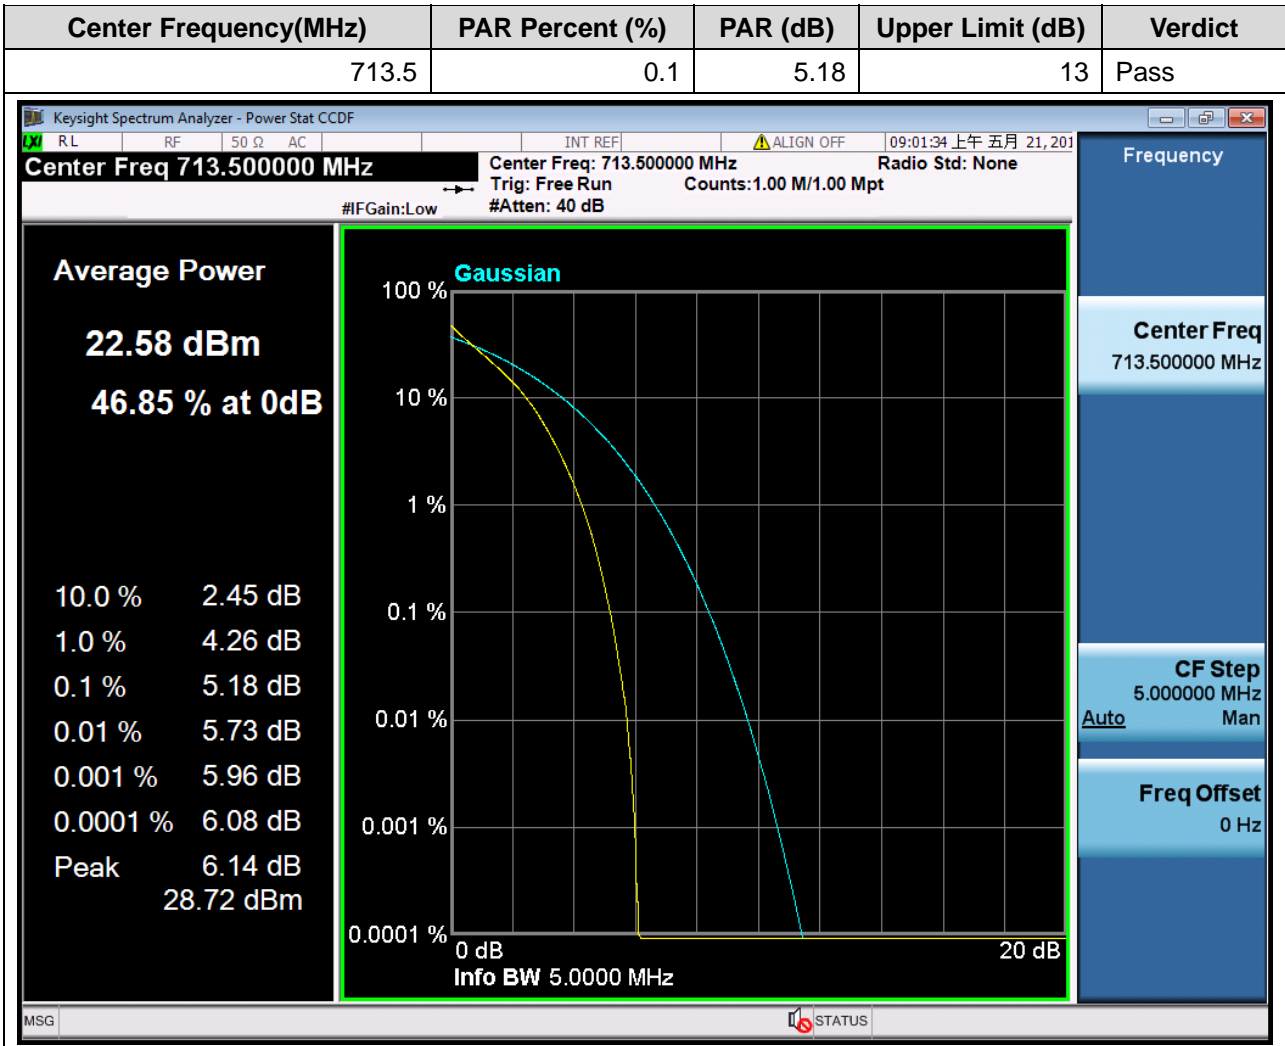 Center Frequency(MHz) PAR Percent (%) PAR (dB) Upper Limit (dB) Verdict
713.5 0.1 5.18 13 Pass
Keysight Spectrum Analyzer - Power Stat CCDF
LXI RL RF 50 Ω AC INT REF ALIGN OFF 09:01:34 上午 五月 21, 201
Center Freq 713.500000 MHz
Center Freq: 713.500000 MHz Radio Std: None
Trig: Free Run Counts:1.00 M/1.00 Mpt
#IFGain:Low #Atten: 40 dB
Average Power
22.58 dBm
46.85 % at 0dB
10.0 % 2.45 dB
1.0 % 4.26 dB
0.1 % 5.18 dB
0.01 % 5.73 dB
0.001 % 5.96 dB
0.0001 % 6.08 dB
Peak 6.14 dB
28.72 dBm
Gaussian
100 %
10 %
1 %
0.1 %
0.01 %
0.001 %
0.0001 %
0 dB 20 dB
Info BW 5.0000 MHz
Frequency
Center Freq
713.500000 MHz
CF Step
5.000000 MHz
Auto Man
Freq Offset
0 Hz
MSG STATUS